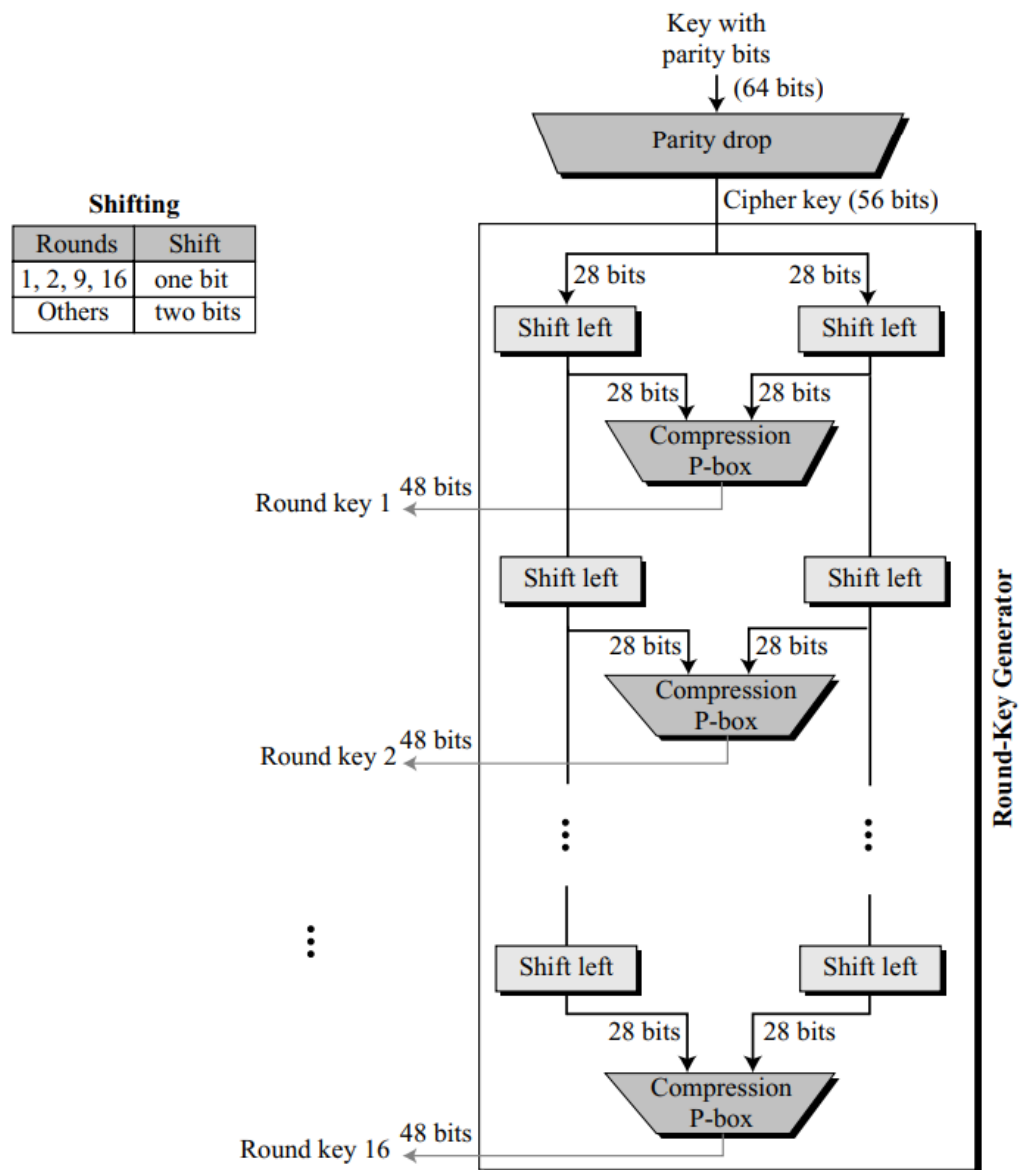 Key with
parity bits
(64 bits)
Parity drop
Cipher key (56 bits)
Shifting
Rounds Shift
1, 2, 9, 16 one bit
Others two bits
28 bits 28 bits
Shift left Shift left
28 bits 28 bits
Compression
P-box
48 bits
Round key 1
Shift left Shift left
28 bits 28 bits
Compression
P-box
48 bits
Round key 2
Round-Key Generator
Shift left Shift left
28 bits 28 bits
Compression
P-box
48 bits
Round key 16